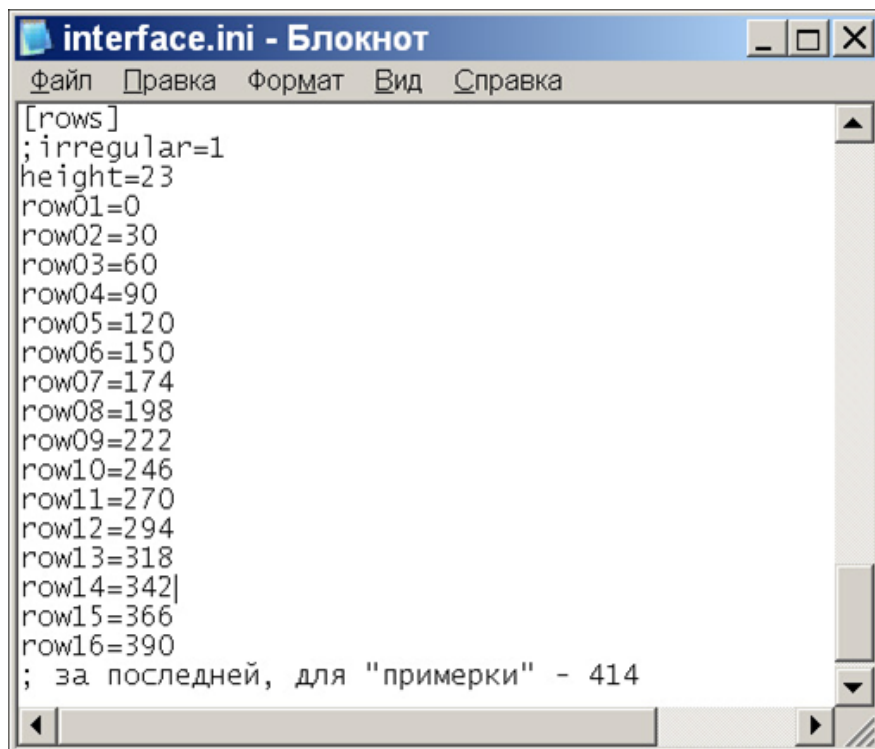 interface.ini - Блокнот
Файл Правка Формат Вид Справка
[rows]
;irregular=1
height=23
row01=0
row02=30
row03=60
row04=90
row05=120
row06=150
row07=174
row08=198
row09=222
row10=246
row11=270
row12=294
row13=318
row14=342
row15=366
row16=390
; за последней, для "примерки" - 414